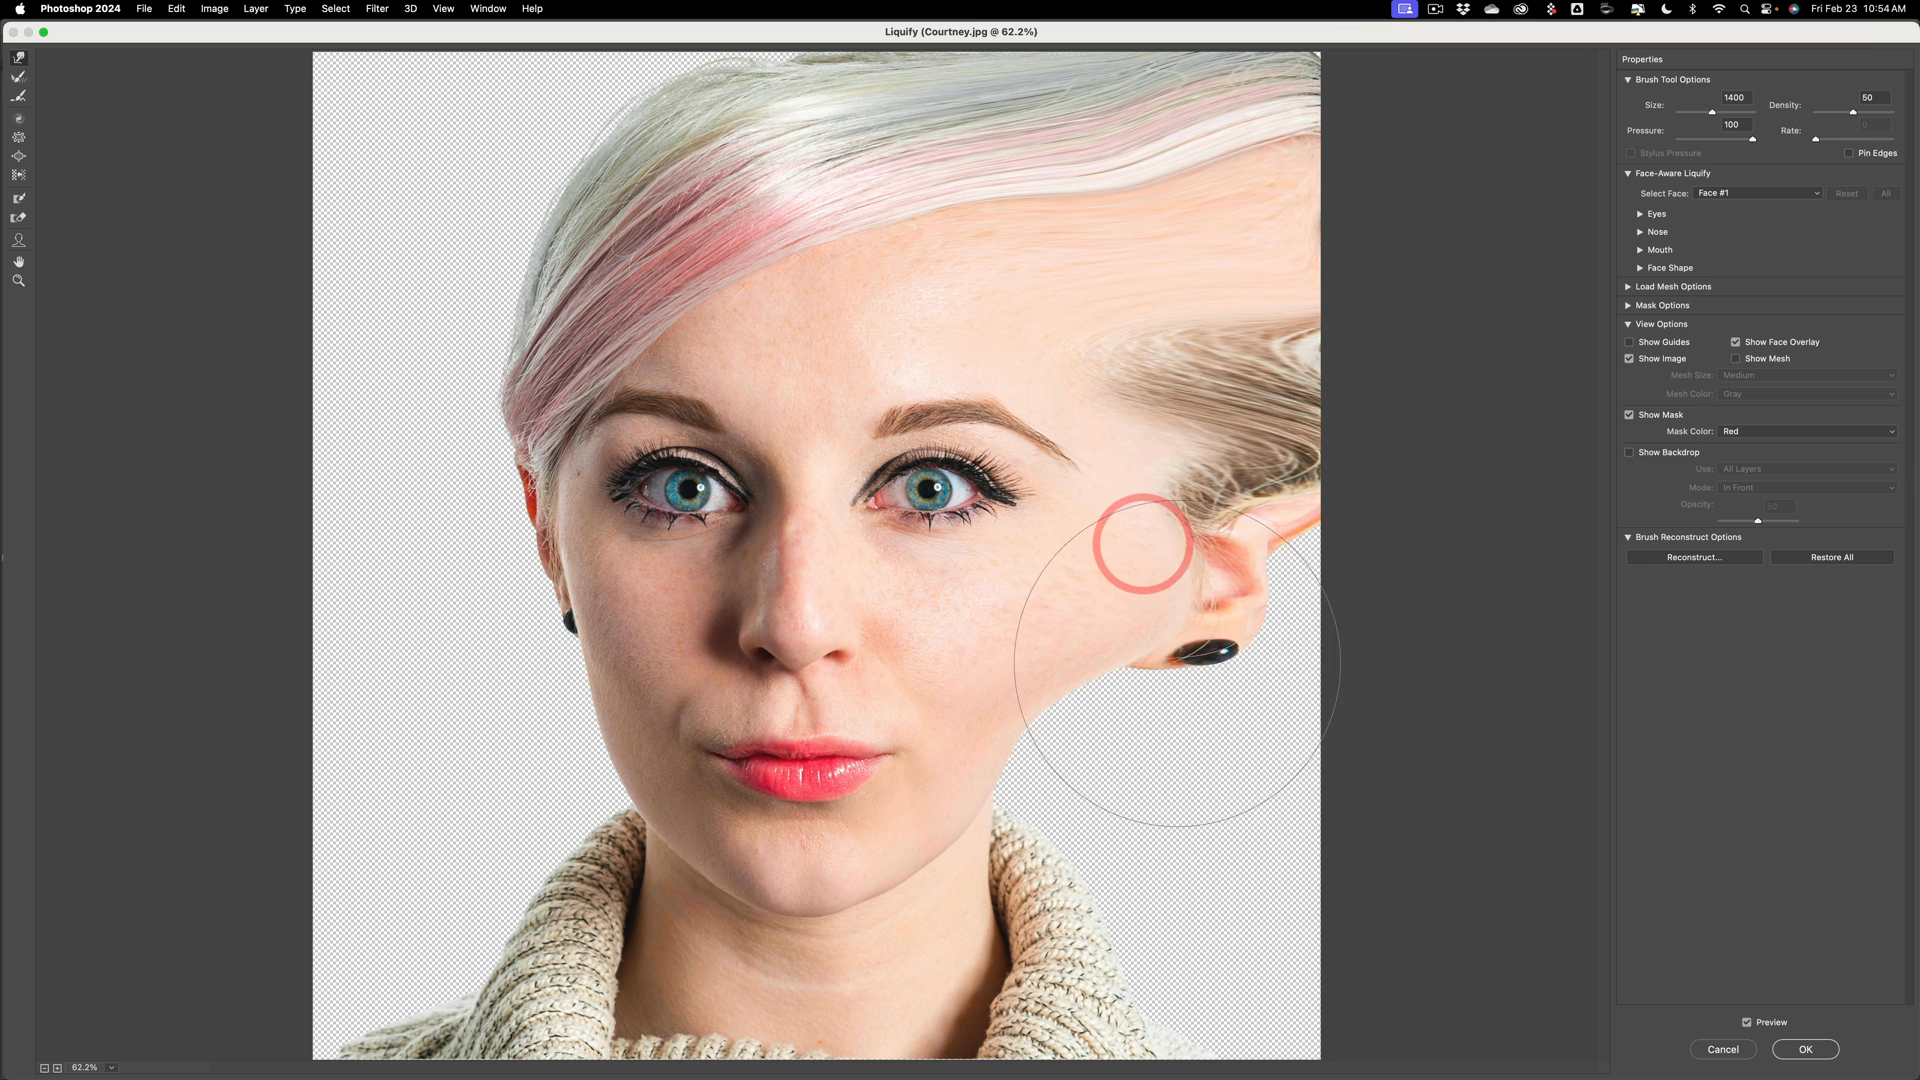 Photoshop 2024 File Edit Image Layer Type Select Filter 3D View Window Help Fri Feb 23 10:54 AM
Liquify (Courtney.jpg @ 62.2%)
Properties
Brush Tool Options
Size: 1400 Density: 50
Pressure: 100 Rate: 0
Stylus Pressure Pin Edges
Face-Aware Liquify
Select Face: Face #1 Reset All
Eyes
Nose
Mouth
Face Shape
Load Mesh Options
Mask Options
View Options
Show Guides Show Face Overlay
Show Image Show Mesh
Mesh Size: Medium
Mesh Color: Gray
Show Mask
Mask Color: Red
Show Backdrop
Use: All Layers
Mode: In Front
Opacity: 50
Brush Reconstruct Options
Reconstruct... Restore All
Preview
Cancel OK
62.2%